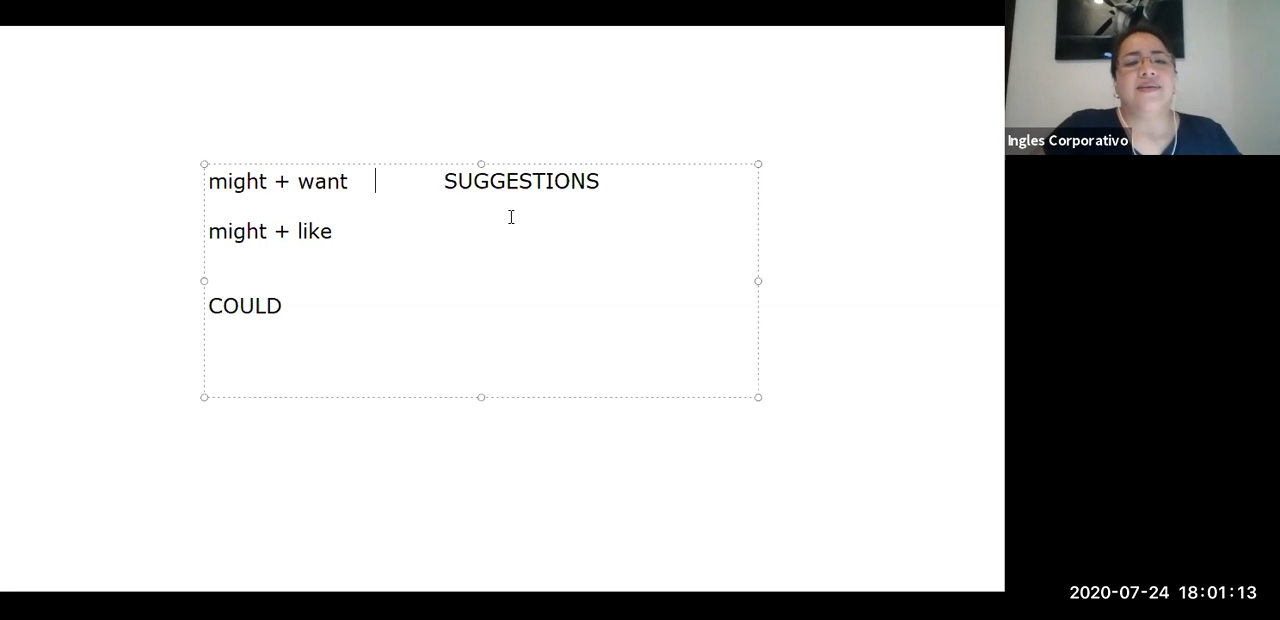 might + want SUGGESTIONS
might + like
COULD
Ingles Corporativo
2020-07-24 18:01:13